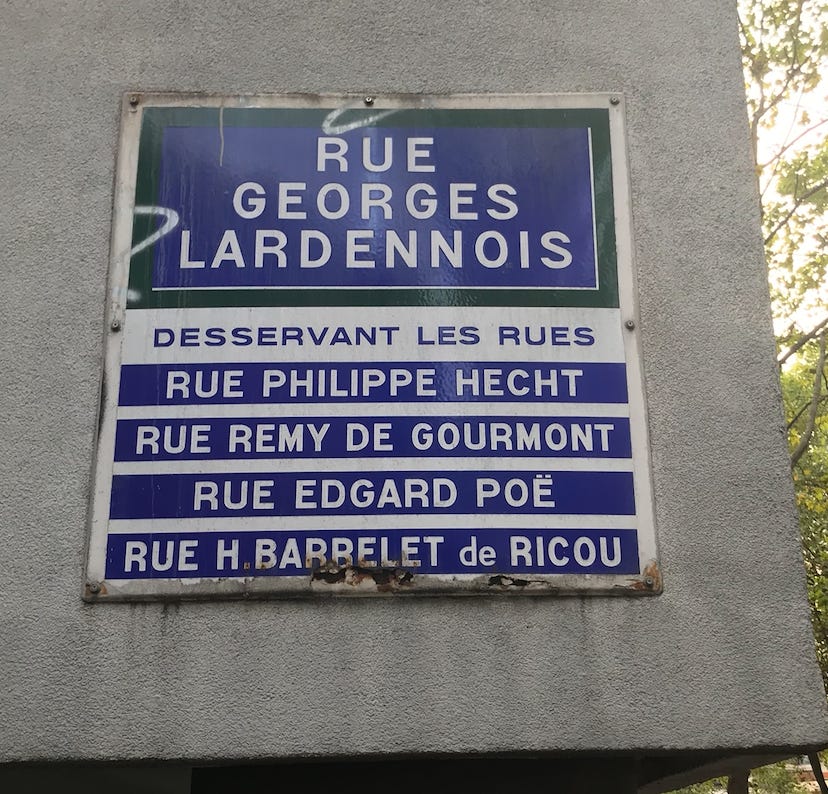 RUE
GEORGES
LARDENNOIS
DESSERVANT LES RUES
RUE PHILIPPE HECHT
RUE REMY DE GOURMONT
RUE EDGARD POË
RUE H.BARRELET de RICOU